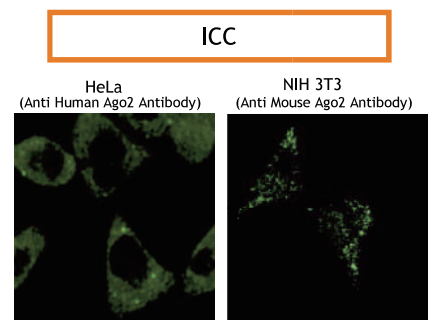 ICC
HeLa
(Anti Human Ago2 Antibody)
NIH 3T3
(Anti Mouse Ago2 Antibody)